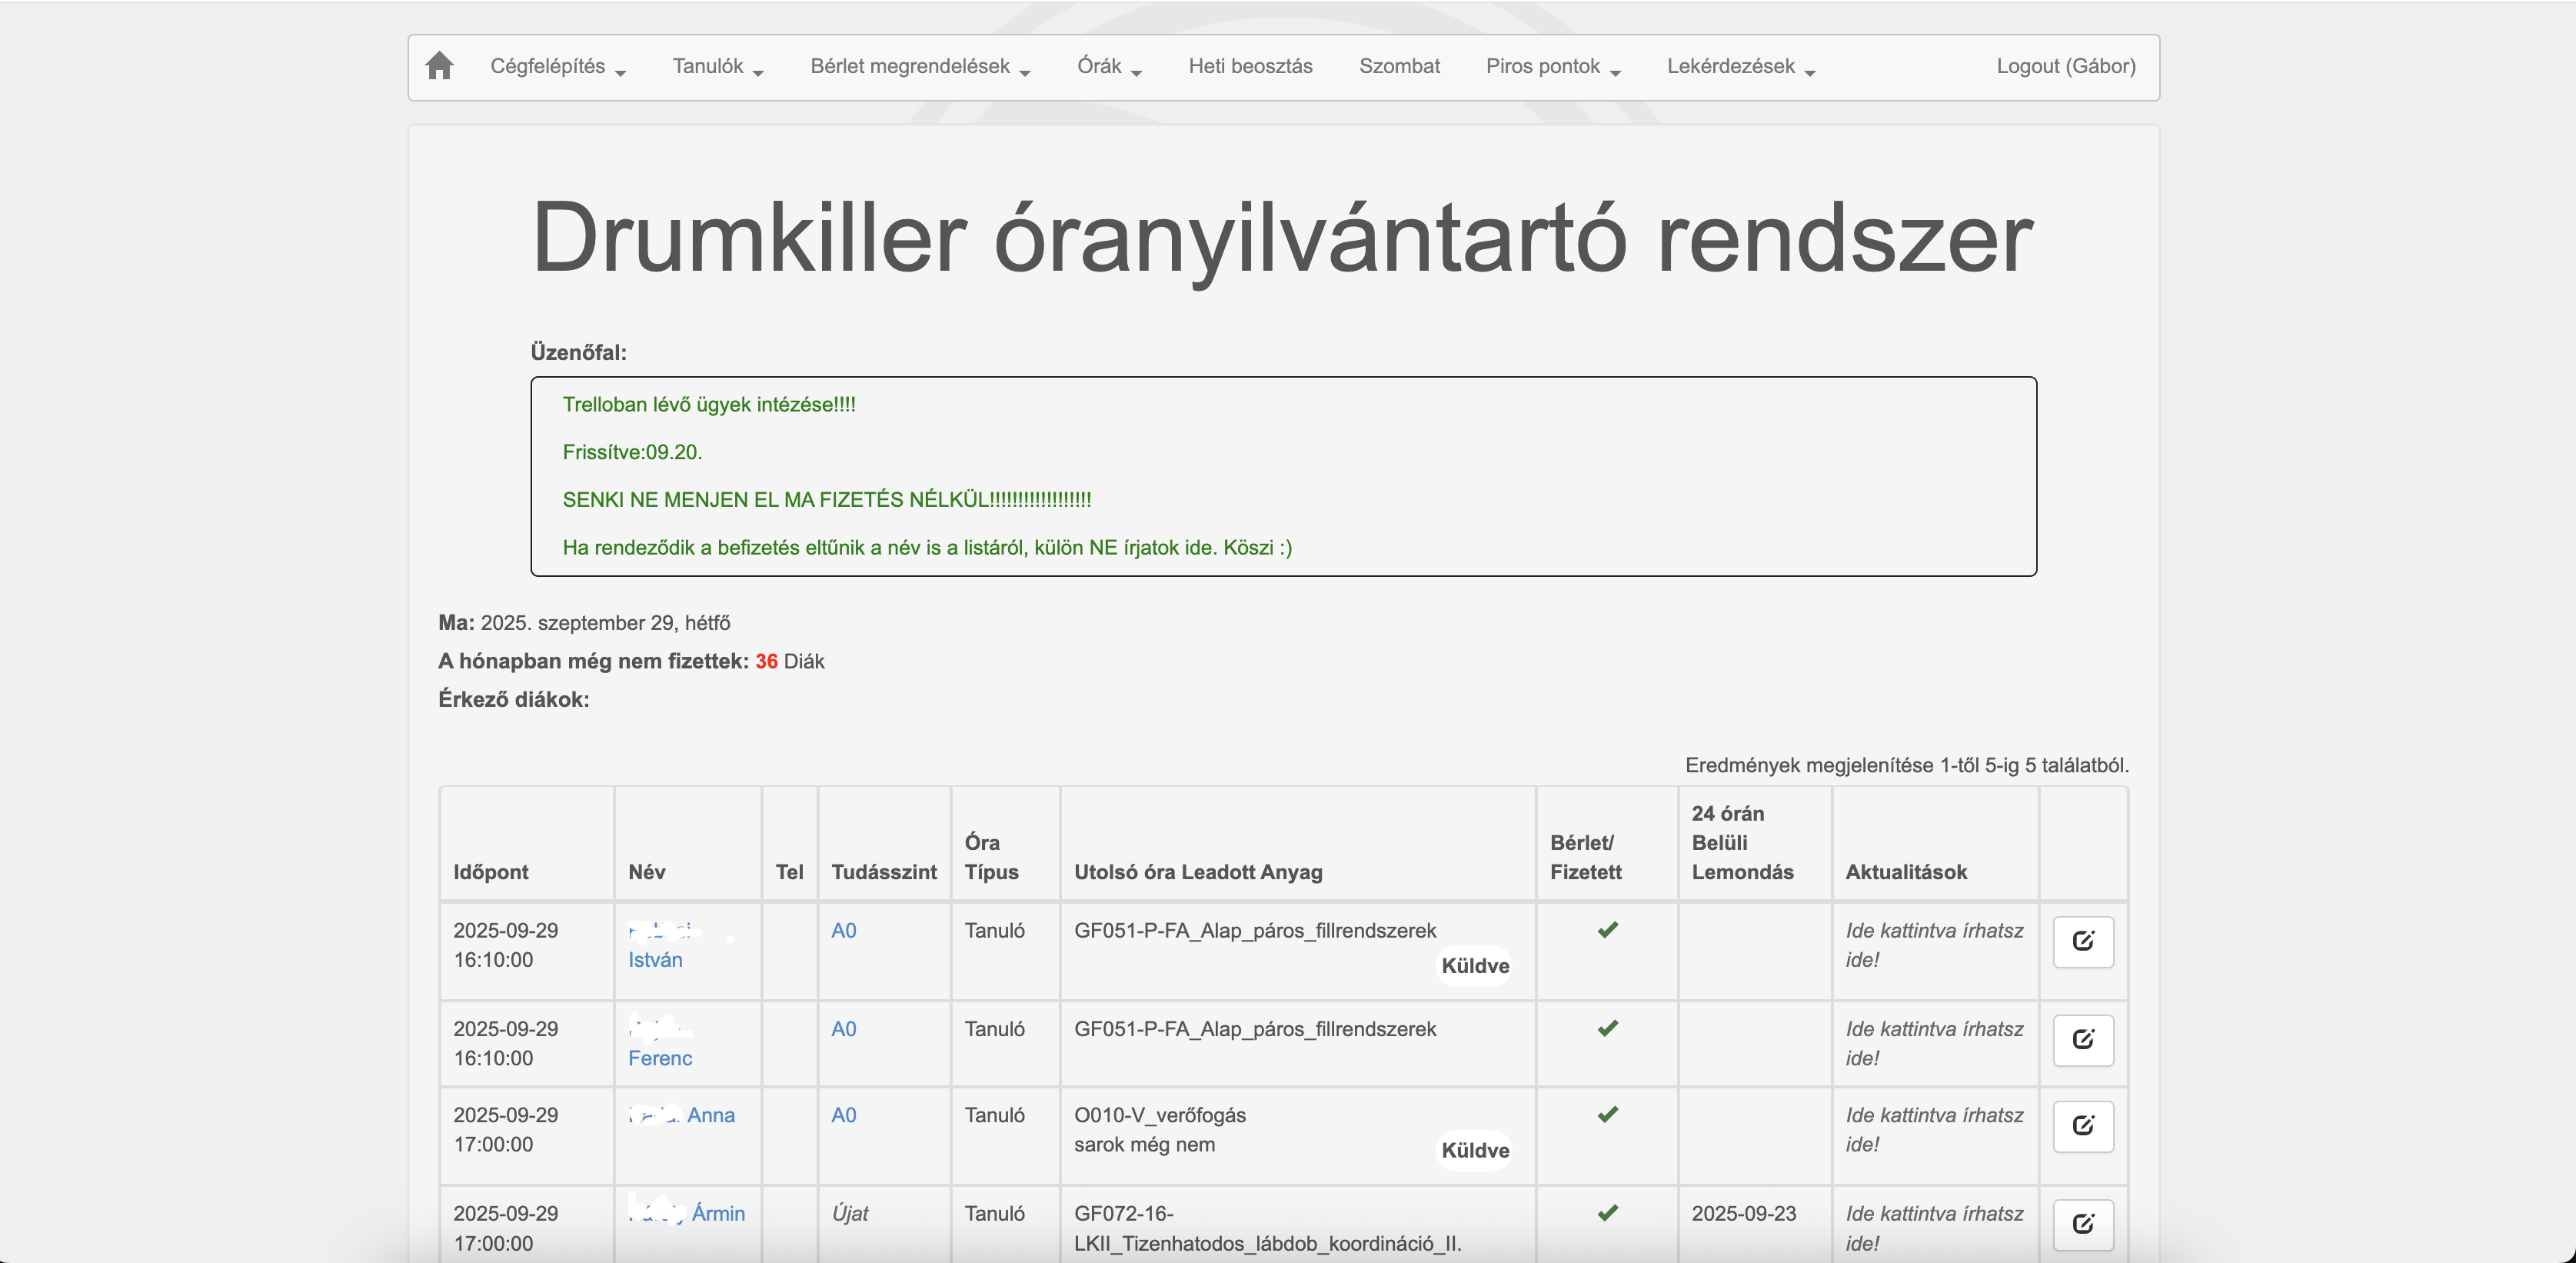 Cégfelépítés Tanulók Bérlet megrendelések Órák Heti beosztás Szombat Piros pontok Lekérdezések Logout (Gábor)
Drumkiller óranyilvántartó rendszer
Üzenőfal:
Trelloban lévő ügyek intézése!!!!
Frissítve:09.20.
SENKI NE MENJEN EL MA FIZETÉS NÉLKÜL!!!!!!!!!!!!!!!!!!
Ha rendeződik a befizetés eltűnik a név is a listáról, külön NE írjatok ide. Köszi :)
Ma: 2025. szeptember 29, hétfő
A hónapban még nem fizettek: 36 Diák
Érkező diákok:
Eredmények megjelenítése 1-től 5-ig 5 találatból.
Időpont Név Tel Tudásszint Óra Típus Utolsó óra Leadott Anyag Bérlet/ Fizetett 24 órán Belüli Lemondás Aktualitások
2025-09-29 A0 Tanuló GF051-P-FA_Alap_páros_fillrendszerek Ide kattintva írhatsz
16:10:00 István Küldve ide!
2025-09-29 A0 Tanuló GF051-P-FA_Alap_páros_fillrendszerek Ide kattintva írhatsz
16:10:00 Ferenc ide!
2025-09-29 Anna A0 Tanuló O010-V_verőfogás Ide kattintva írhatsz
17:00:00 sarok még nem Küldve ide!
2025-09-29 Ármin Újat Tanuló GF072-16- 2025-09-23 Ide kattintva írhatsz
17:00:00 LKII_Tizenhatodos_lábdob_koordináció_II. ide!